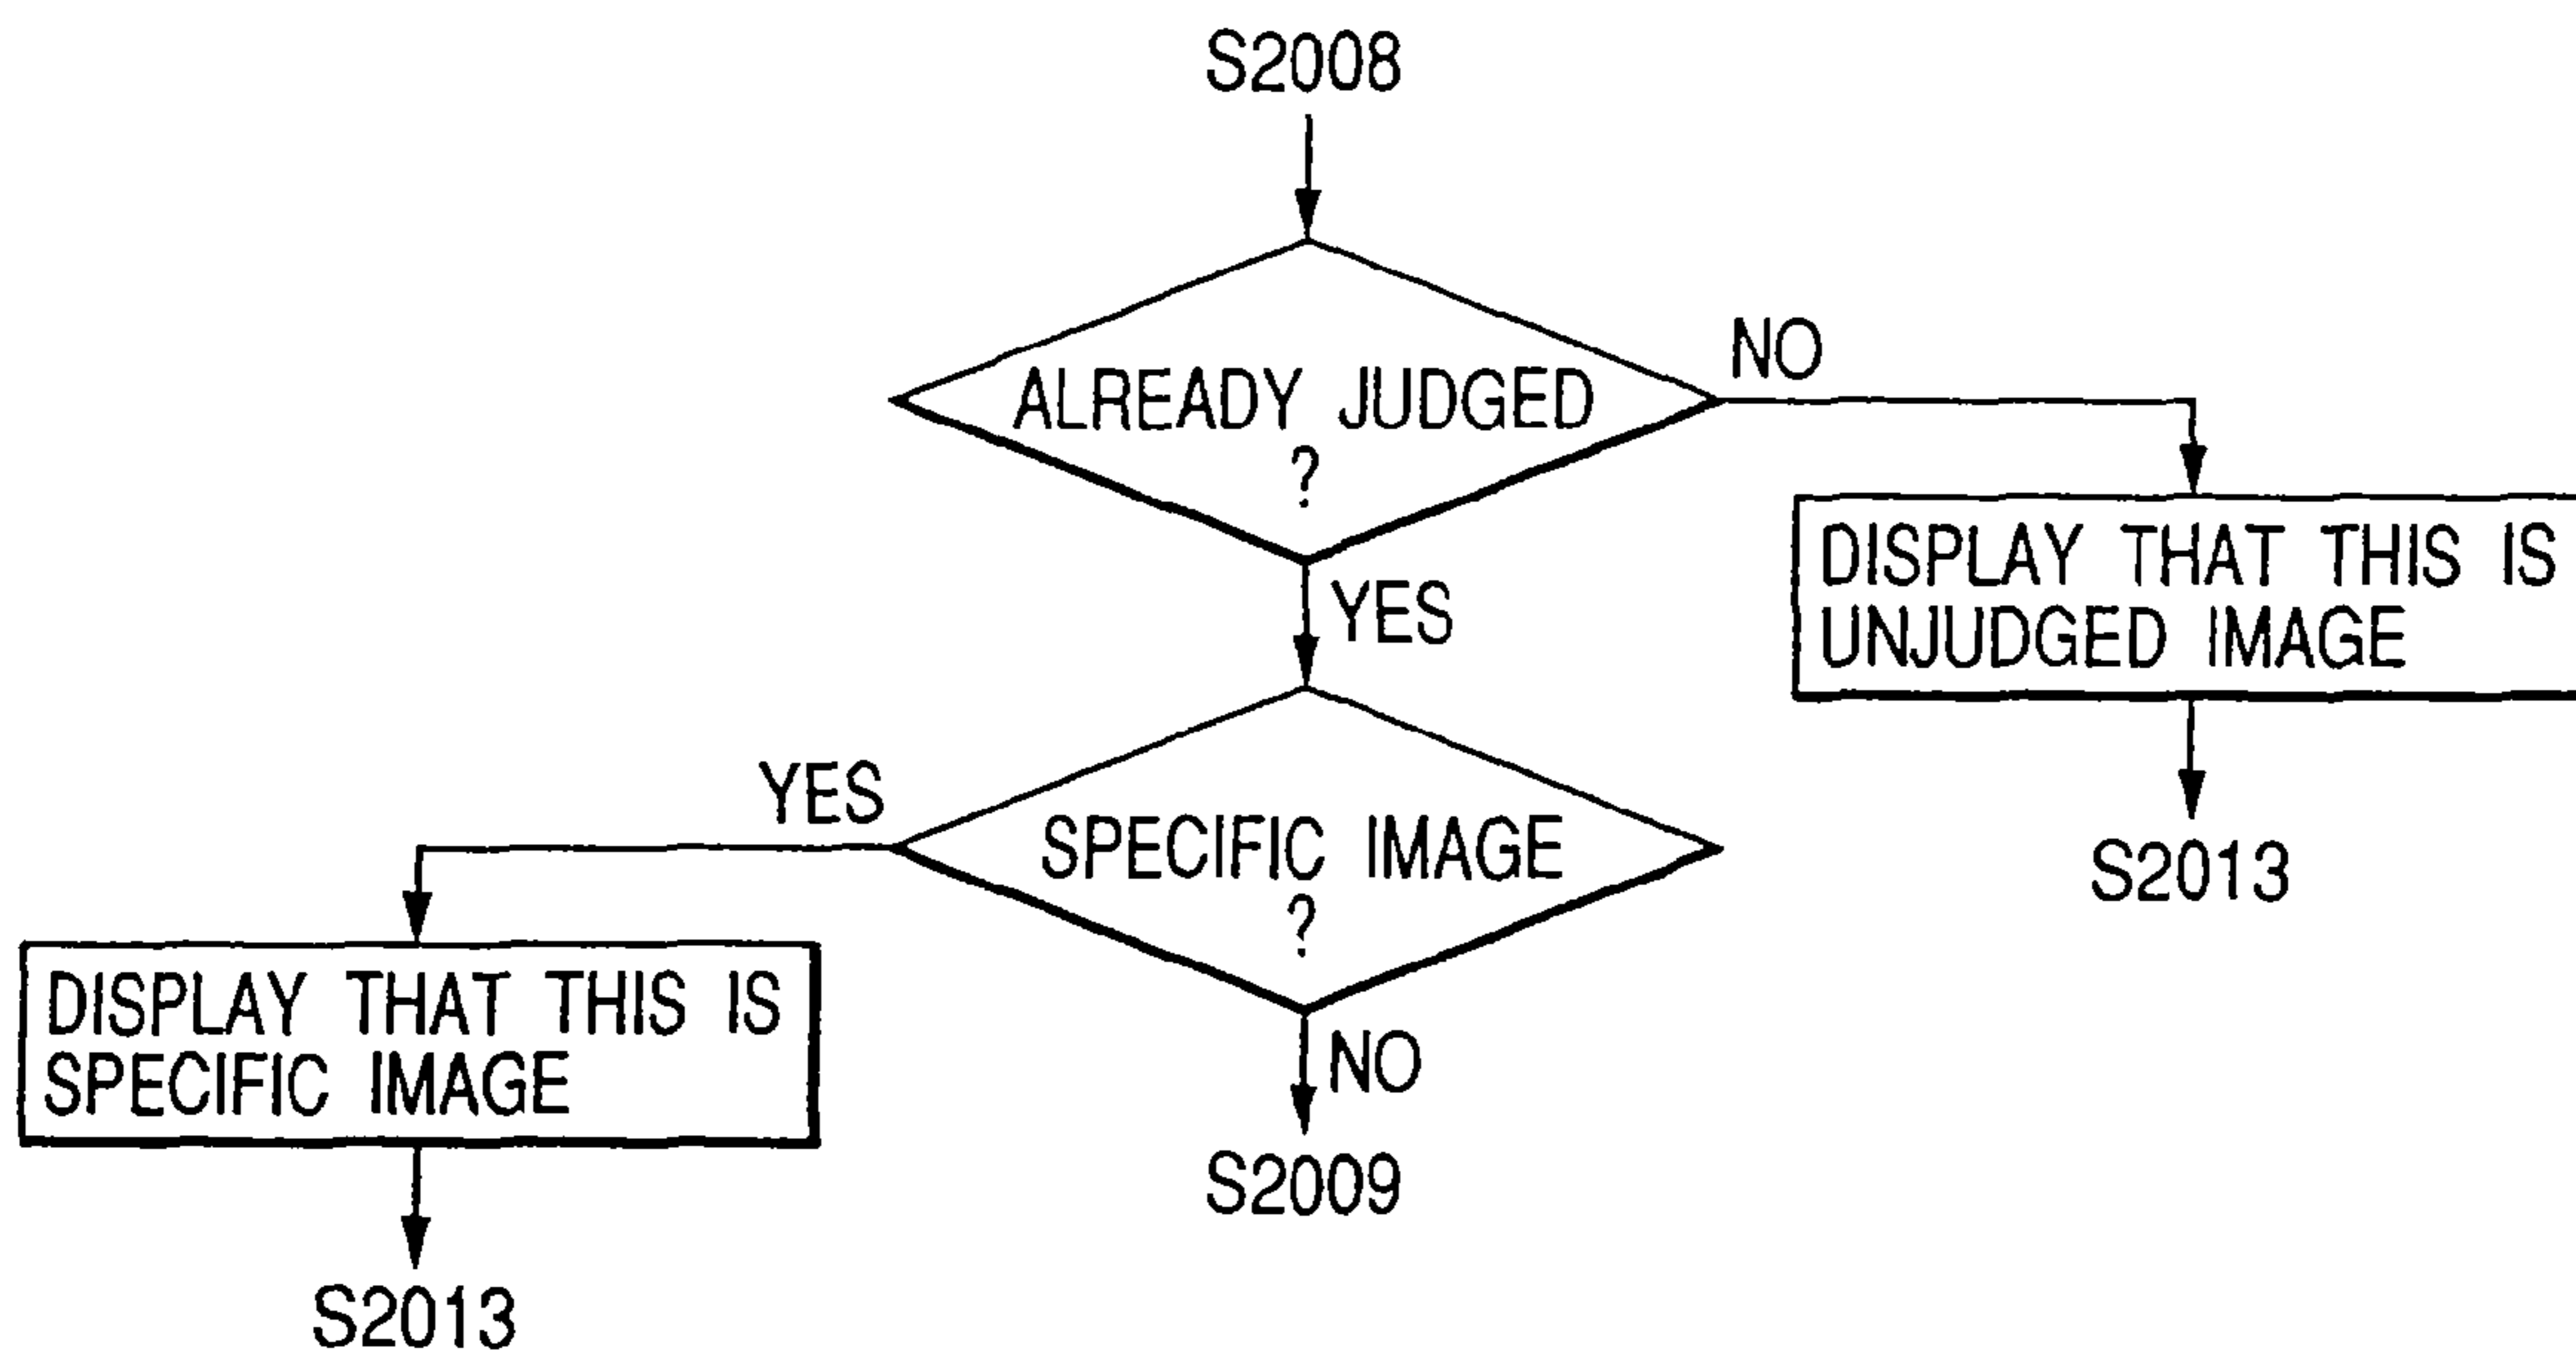 S2008
ALREADY JUDGED
?
NO
DISPLAY THAT THIS IS
UNJUDGED IMAGE
S2013
YES
SPECIFIC IMAGE
?
YES
DISPLAY THAT THIS IS
SPECIFIC IMAGE
S2013
NO
S2009